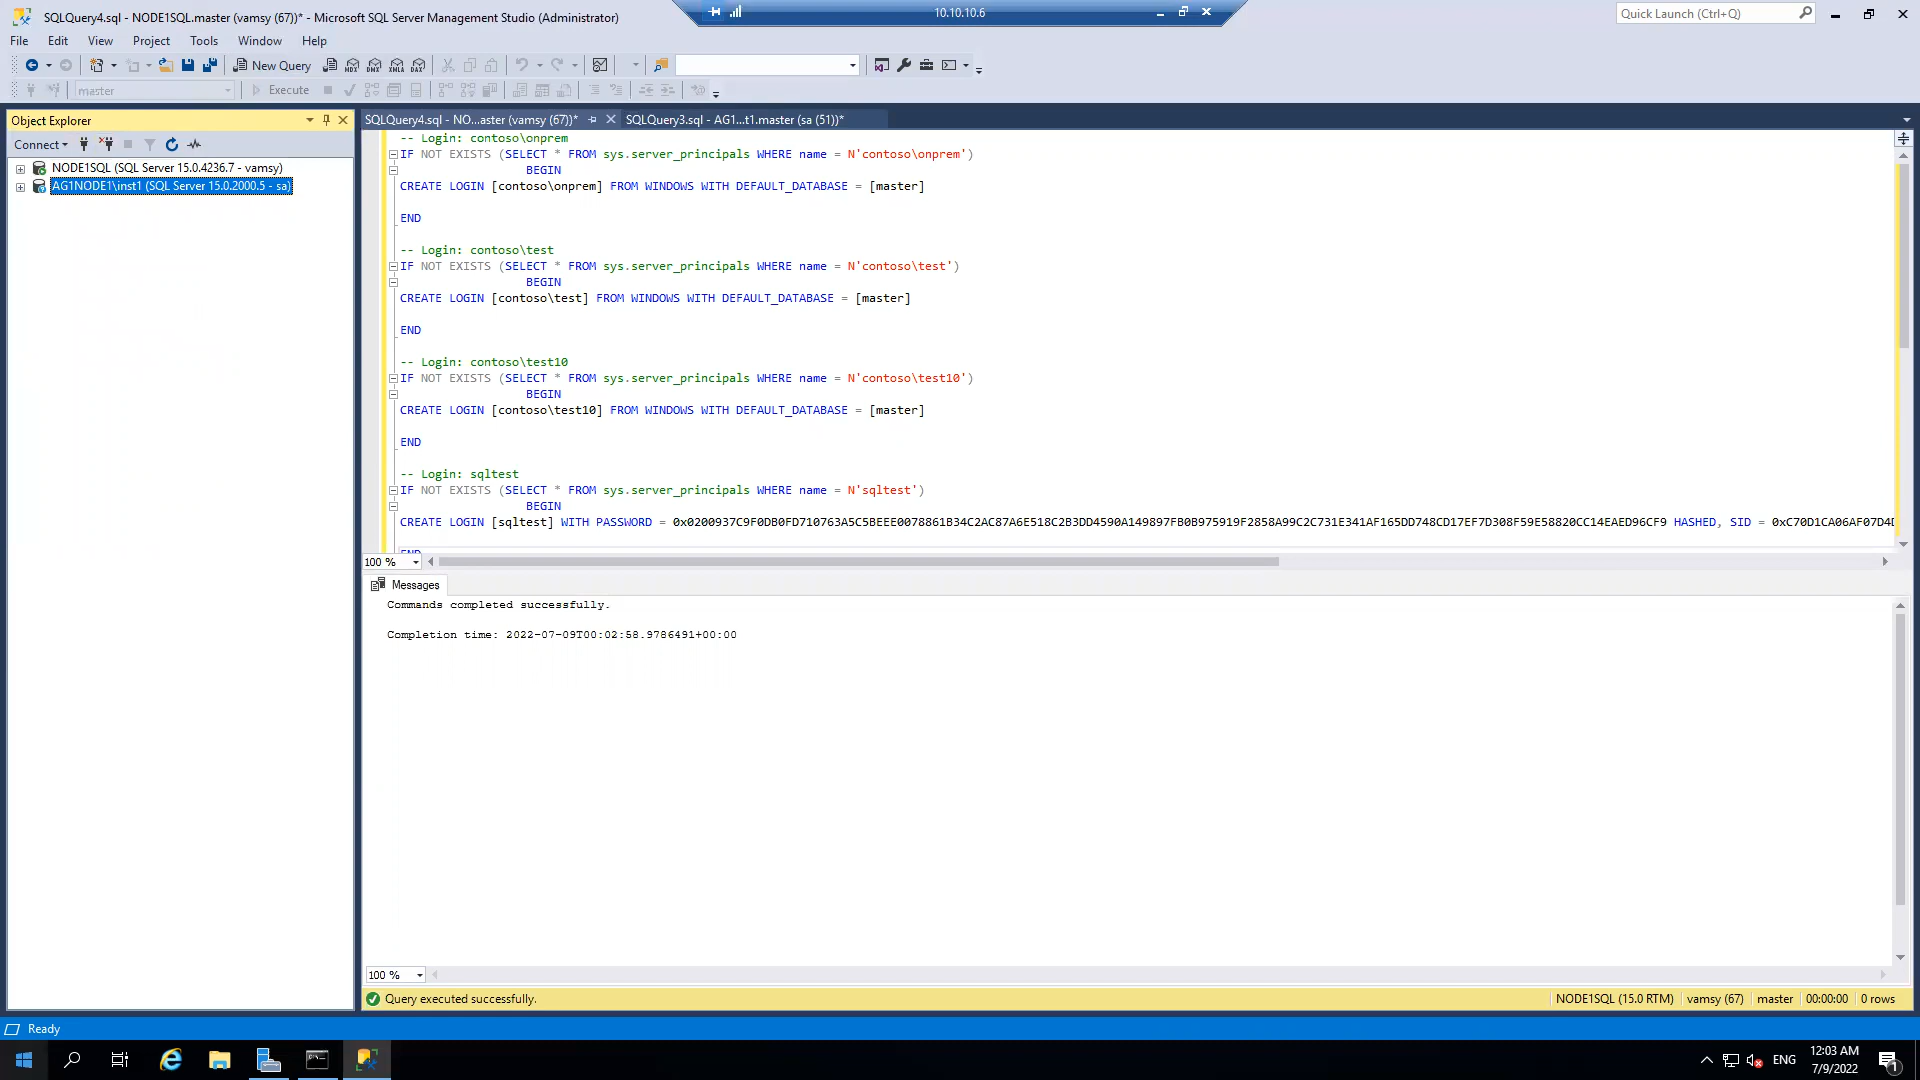 SQLQuery4.sql - NODE1SQL.master (vamsy (67))* - Microsoft SQL Server Management Studio (Administrator)
10.10.10.6
Quick Launch (Ctrl+Q)
File Edit View Project Tools Window Help
New Query
MDX DMX XMLA DAX
master
Execute
Object Explorer
SQLQuery4.sql - NO...aster (vamsy (67))*
SQLQuery3.sql - AG1...t1.master (sa (51))*
Connect
NODE1SQL (SQL Server 15.0.4236.7 - vamsy)
AG1NODE1\inst1 (SQL Server 15.0.2000.5 - sa)
-- Login: contoso\onprem
IF NOT EXISTS (SELECT * FROM sys.server_principals WHERE name = N'contoso\onprem')
BEGIN
CREATE LOGIN [contoso\onprem] FROM WINDOWS WITH DEFAULT_DATABASE = [master]
END
-- Login: contoso\test
IF NOT EXISTS (SELECT * FROM sys.server_principals WHERE name = N'contoso\test')
BEGIN
CREATE LOGIN [contoso\test] FROM WINDOWS WITH DEFAULT_DATABASE = [master]
END
-- Login: contoso\test10
IF NOT EXISTS (SELECT * FROM sys.server_principals WHERE name = N'contoso\test10')
BEGIN
CREATE LOGIN [contoso\test10] FROM WINDOWS WITH DEFAULT_DATABASE = [master]
END
-- Login: sqltest
IF NOT EXISTS (SELECT * FROM sys.server_principals WHERE name = N'sqltest')
BEGIN
CREATE LOGIN [sqltest] WITH PASSWORD = 0x0200937C9F0DB0FD710763A5C5BEEE0078861B34C2AC87A6E518C2B3DD4590A149897FB0B975919F2858A99C2C731E341AF165DD748CD17EF7D308F59E58820CC14EAED96CF9 HASHED, SID = 0xC70D1CA06AF07D4D
END
100 %
Messages
Commands completed successfully.
Completion time: 2022-07-09T00:02:58.9786491+00:00
100 %
Query executed successfully.
NODE1SQL (15.0 RTM) vamsy (67) master 00:00:00 0 rows
Ready
ENG
12:03 AM
7/9/2022
1